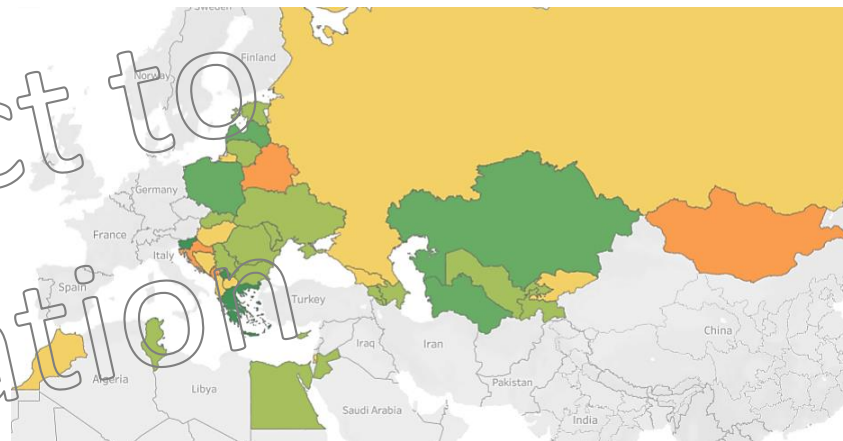 Sweden
Finland
Norway
ct to
Germany
France
Italy
Spain
Turkey
ation
Iraq
Iran
China
Algeria
Libya
Pakistan
Saudi Arabia
India